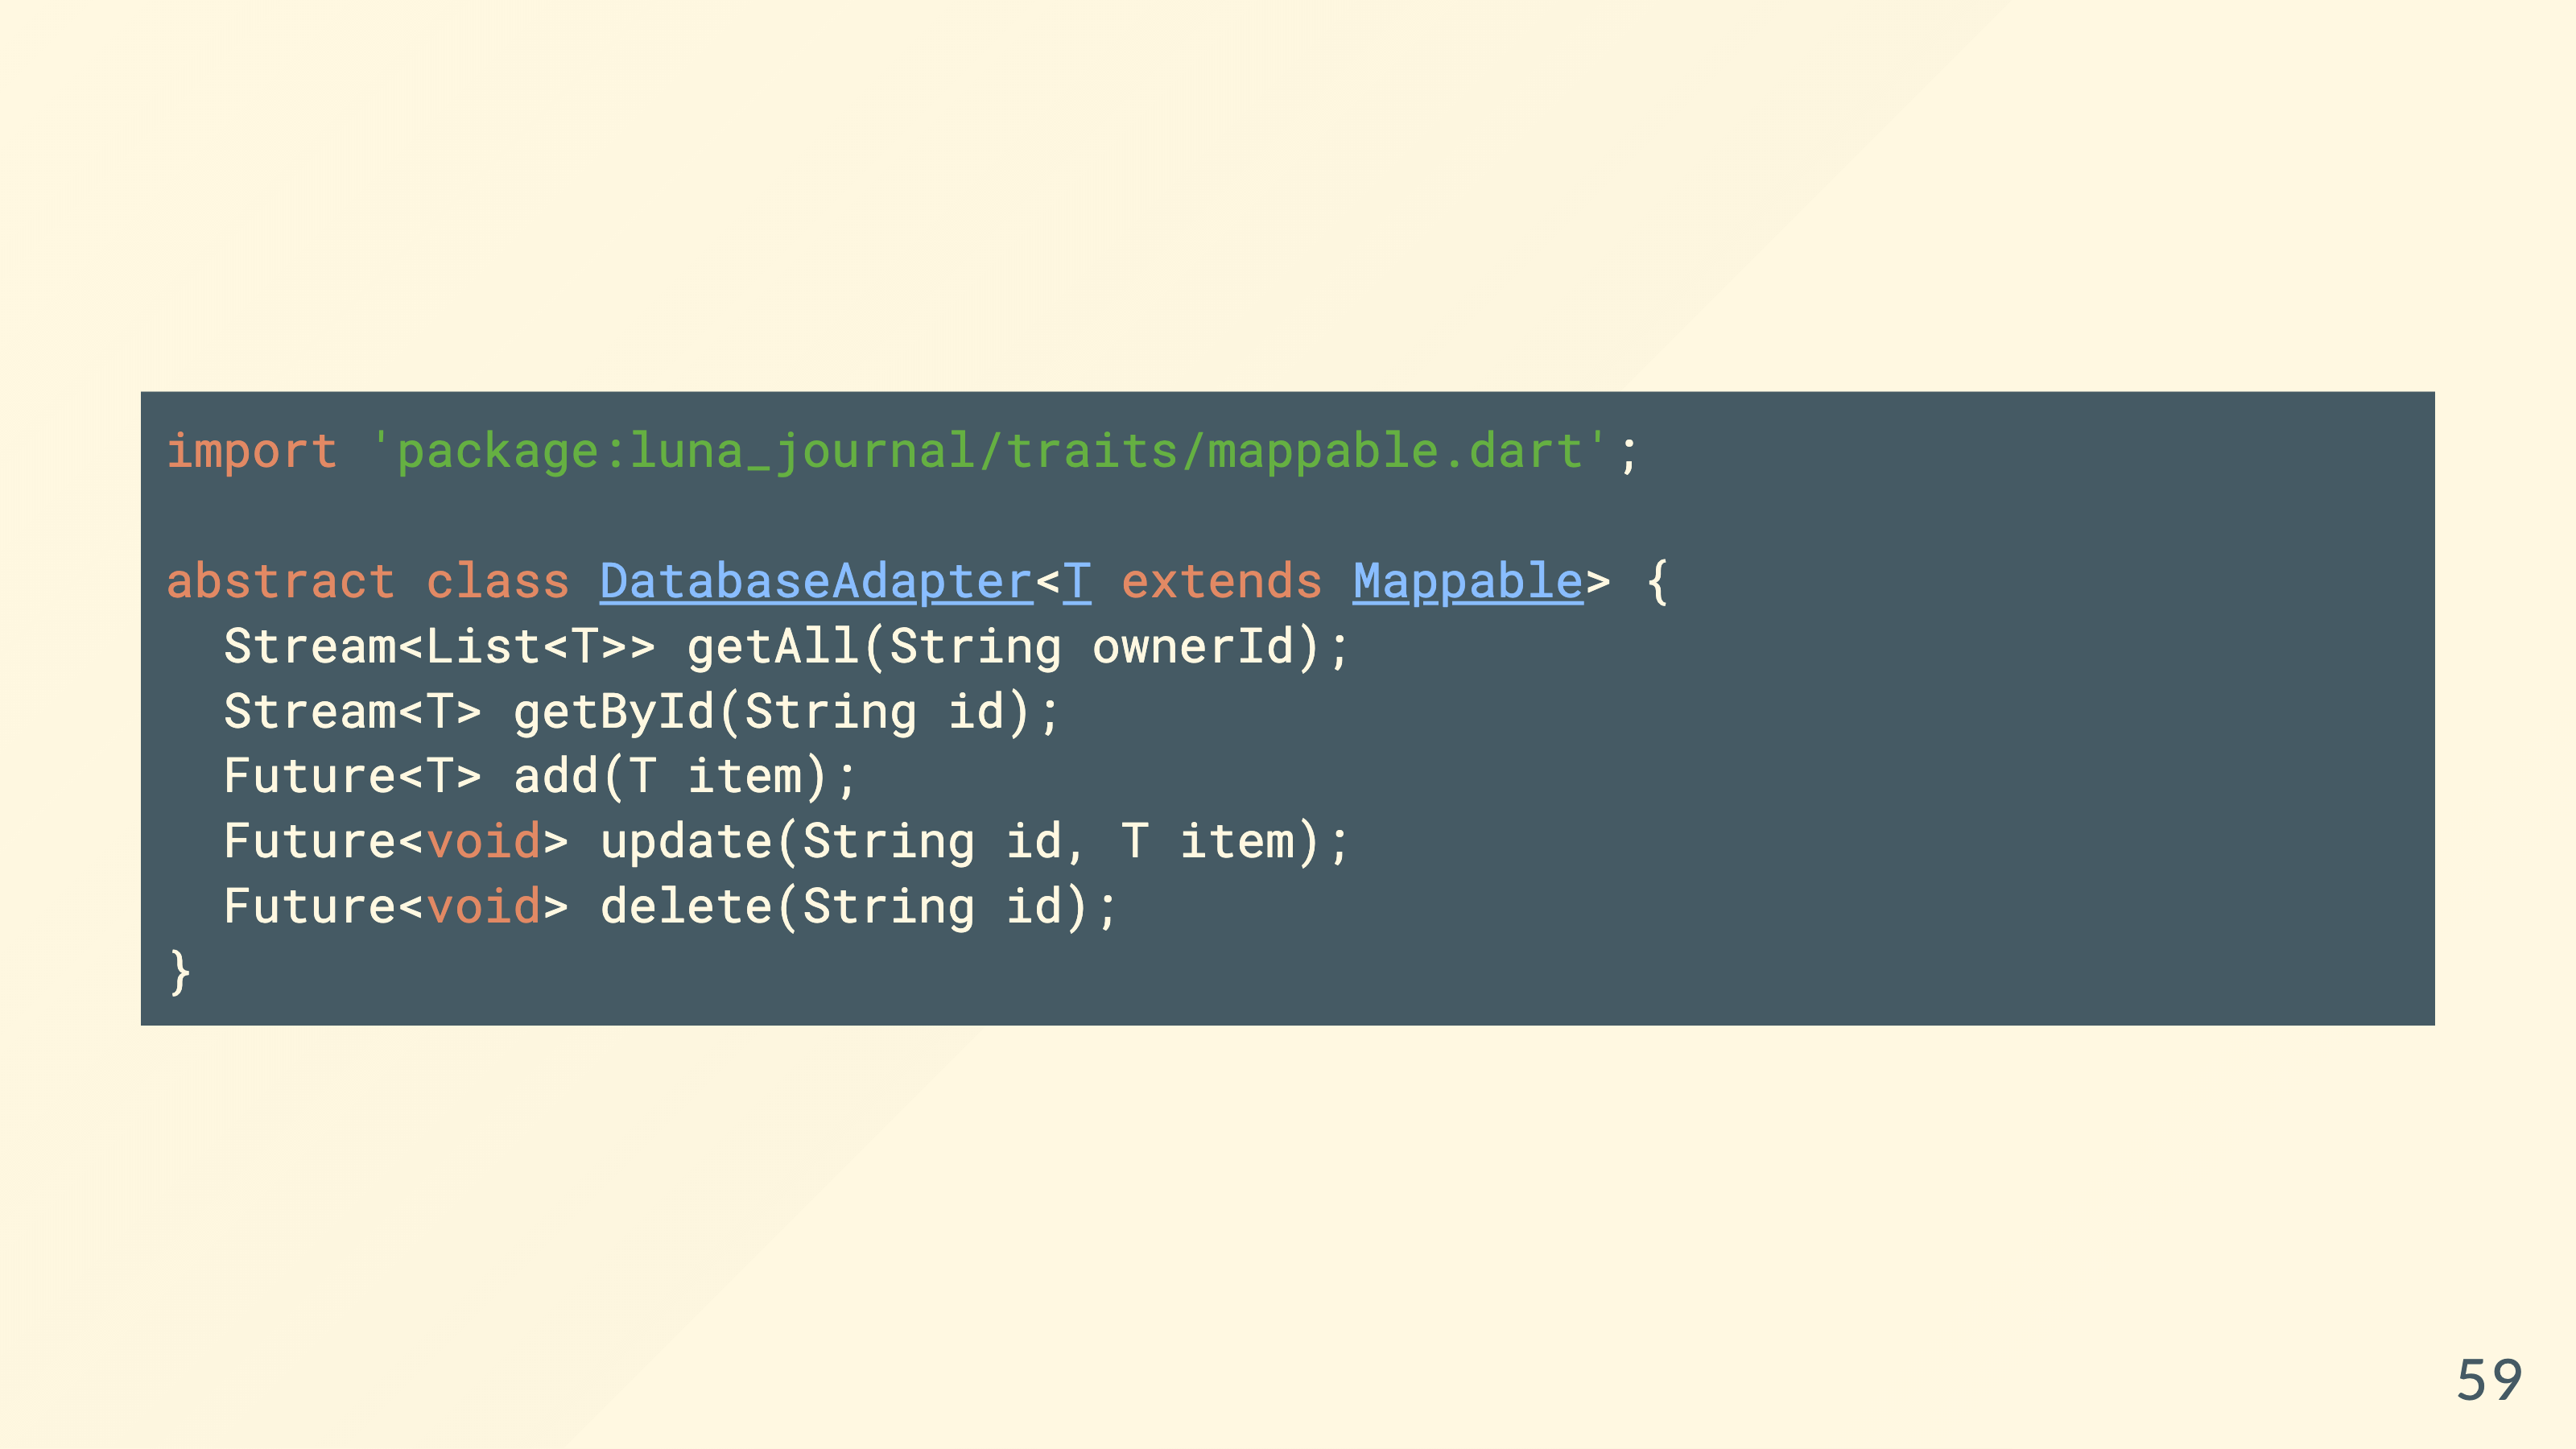 import 'package:luna_journal/traits/mappable.dart';

abstract class DatabaseAdapter<T extends Mappable> {
  Stream<List<T>> getAll(String ownerId);
  Stream<T> getById(String id);
  Future<T> add(T item);
  Future<void> update(String id, T item);
  Future<void> delete(String id);
}
59